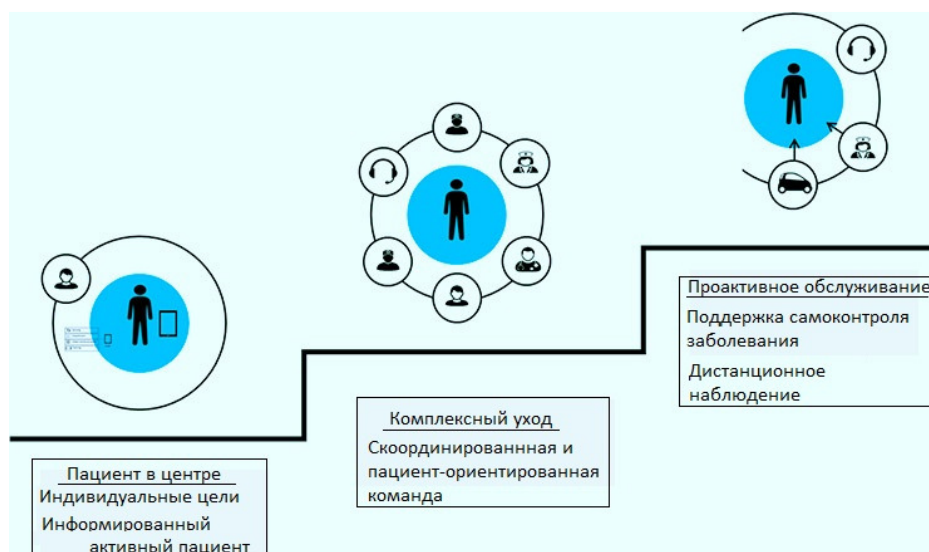 Пациент в центре
Индивидуальные цели
Информированный
активный пациент
Комплексный уход
Скоординированнная и
пациент-ориентированная
команда
Проактивное обслуживание
Поддержка самоконтроля
заболевания
Дистанционное
наблюдение